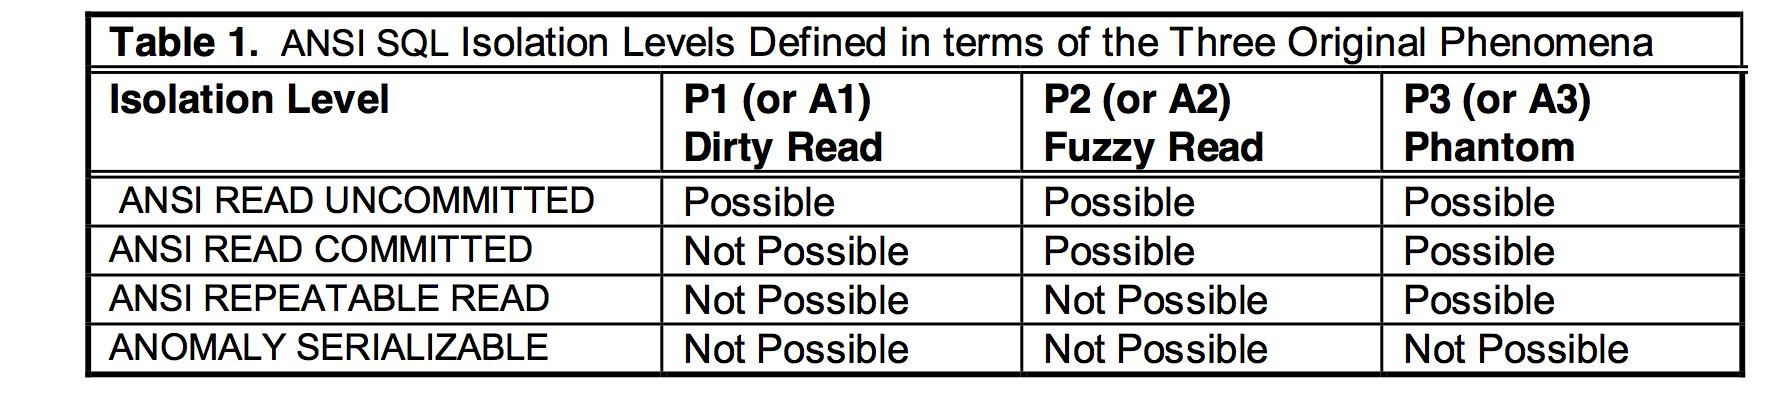 Table 1. ANSI SQL Isolation Levels Defined in terms of the Three Original Phenomena
Isolation Level P1 (or A1) P2 (or A2) P3 (or A3)
Dirty Read Fuzzy Read Phantom
ANSI READ UNCOMMITTED Possible Possible Possible
ANSI READ COMMITTED Not Possible Possible Possible
ANSI REPEATABLE READ Not Possible Not Possible Possible
ANOMALY SERIALIZABLE Not Possible Not Possible Not Possible